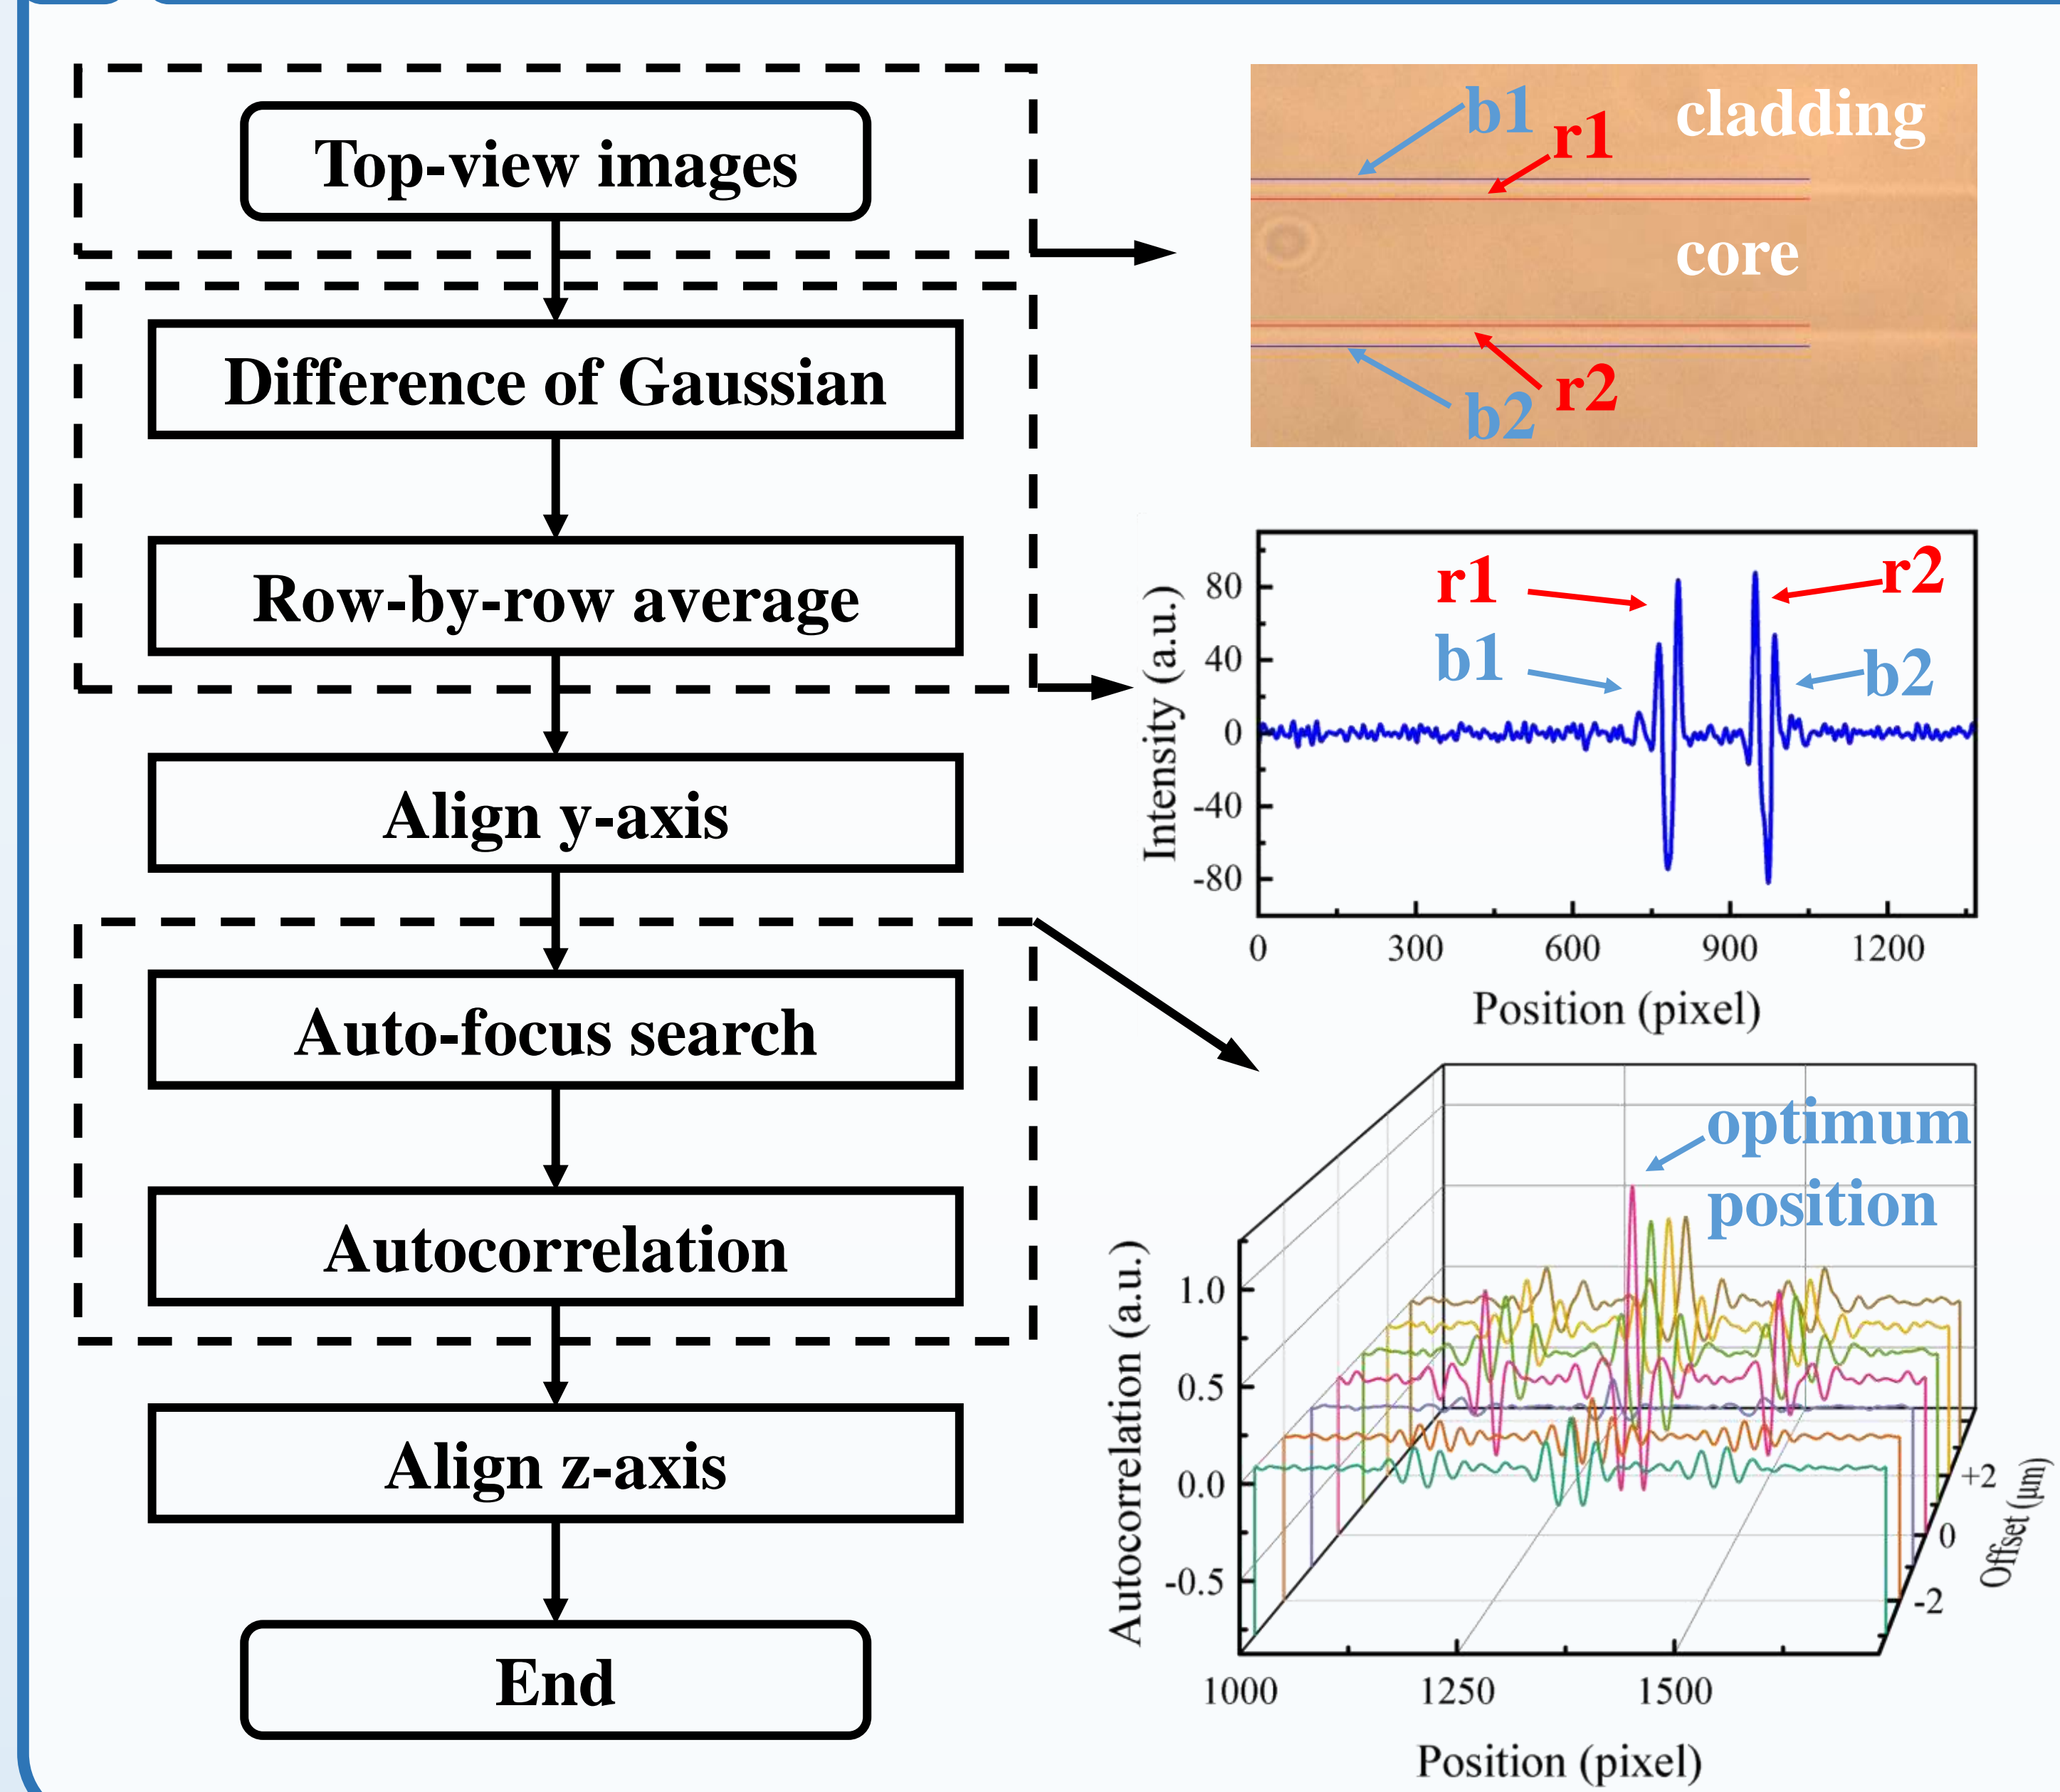 Top-view images
Difference of Gaussian
Row-by-row average
Align y-axis
Auto-focus search
Autocorrelation
Align z-axis
End
b1
r1
cladding
core
b2
r2
Intensity (a.u.)
80
40
0
-40
-80
r1
r2
b1
b2
0 300 600 900 1200
Position (pixel)
optimum
position
Autocorrelation (a.u.)
1.0
0.5
0.0
-0.5
+2
0
-2
Offset (μm)
1000 1250 1500
Position (pixel)